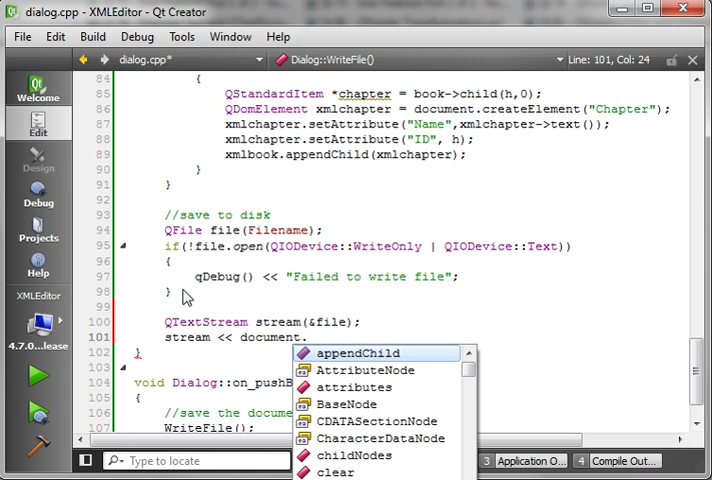 dialog.cpp - XMLEditor - Qt Creator
File Edit Build Debug Tools Window Help
dialog.cpp* Dialog::WriteFile() Line: 101, Col: 24
Welcome
Edit
Design
Debug
Projects
Help
XMLEditor
4.7.0...ease
84 {
85 QStandardItem *chapter = book->child(h,0);
86 QDomElement xmlchapter = document.createElement("Chapter");
87 xmlchapter.setAttribute("Name",xmlchapter->text());
88 xmlchapter.setAttribute("ID", h);
89 xmlbook.appendChild(xmlchapter);
90 }
91 }
92
93 //save to disk
94 QFile file(Filename);
95 if(!file.open(QIODevice::WriteOnly | QIODevice::Text))
96 {
97 qDebug() << "Failed to write file";
98 }
99
100 QTextStream stream(&file);
101 stream << document.
102 }
103
104 void Dialog::on_pushB
105 {
106 //save the docume
107 WriteFile();
appendChild
AttributeNode
attributes
BaseNode
CDATASectionNode
CharacterDataNode
childNodes
clear
Type to locate
3 Application O...
4 Compile Out...